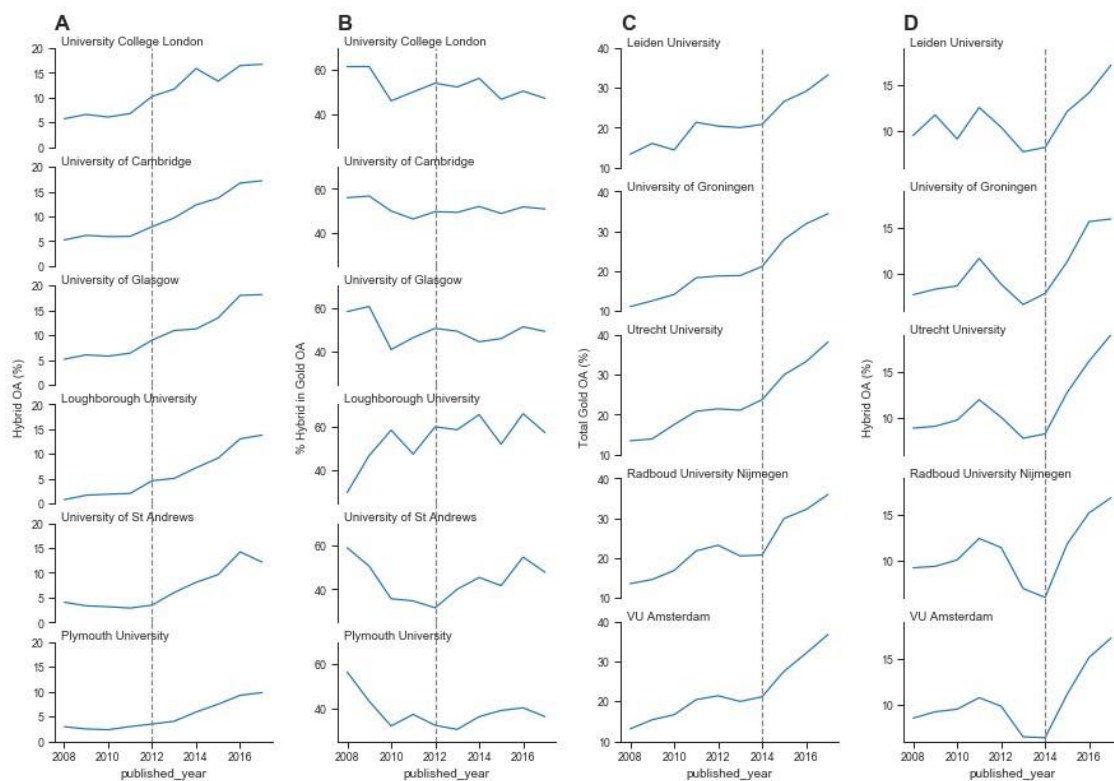 A
University College London
20
15
10
5
0
University of Cambridge
20
15
10
5
0
University of Glasgow
20
15
10
5
0
Loughborough University
20
15
10
5
0
University of St Andrews
20
15
10
5
0
Plymouth University
20
15
10
5
0
2008 2010 2012 2014 2016
published_year
Hybrid OA (%)
B
University College London
60
40
University of Cambridge
60
40
University of Glasgow
60
40
Loughborough University
60
40
University of St Andrews
60
40
Plymouth University
60
40
2008 2010 2012 2014 2016
published_year
% Hybrid in Gold OA
C
Leiden University
40
30
20
10
University of Groningen
40
30
20
10
Utrecht University
40
30
20
10
Radboud University Nijmegen
40
30
20
10
VU Amsterdam
40
30
20
10
2008 2010 2012 2014 2016
published_year
Total Gold OA (%)
D
Leiden University
15
10
University of Groningen
15
10
Utrecht University
15
10
Radboud University Nijmegen
15
10
VU Amsterdam
15
10
2008 2010 2012 2014 2016
published_year
Hybrid OA (%)